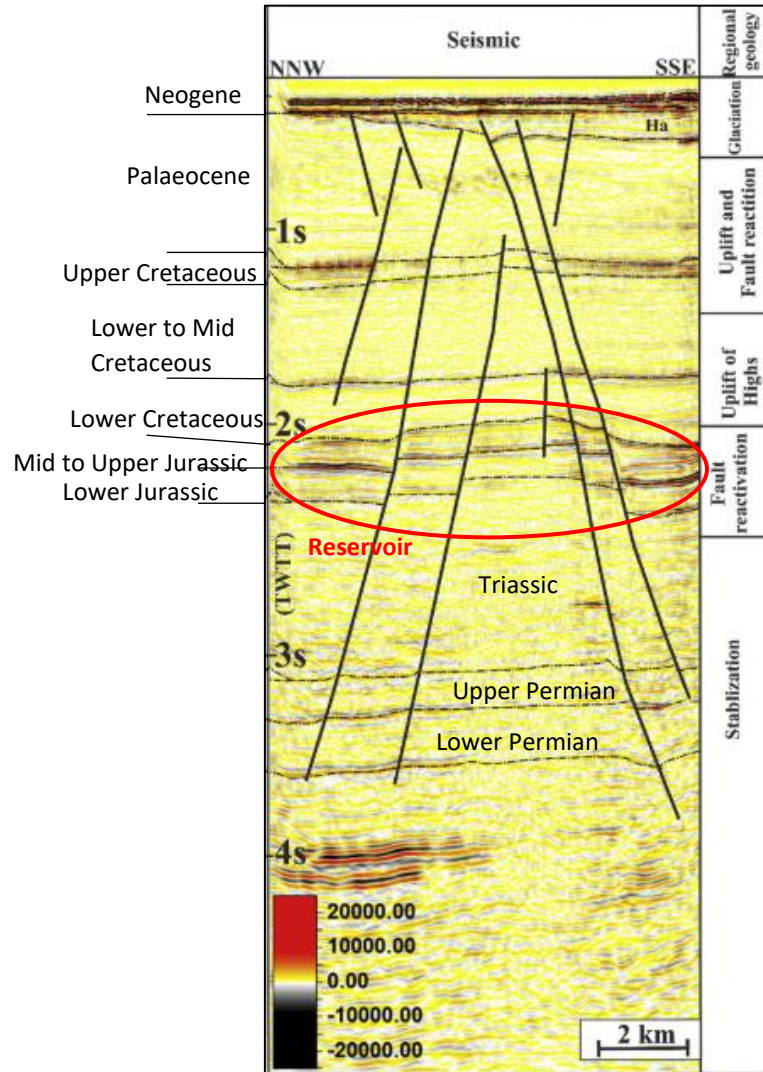 Seismic
NNW
SSE
Regional
geology
Neogene
Ha
Glaciation
Palaeocene
1s
Uplift and
Fault reactition
Upper Cretaceous
Lower to Mid
Cretaceous
Uplift of Highs
Lower Cretaceous
2s
Mid to Upper Jurassic
Lower Jurassic
Fault
reactivation
Reservoir
(TWTT)
Triassic
3s
Upper Permian
Lower Permian
Stablization
4s
20000.00
10000.00
0.00
-10000.00
-20000.00
2 km